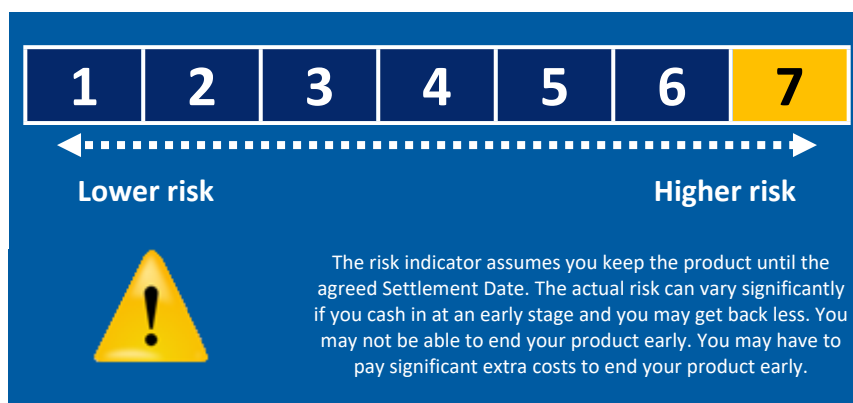 1 2 3 4 5 6 7
Lower risk Higher risk
The risk indicator assumes you keep the product until the
agreed Settlement Date. The actual risk can vary significantly
if you cash in at an early stage and you may get back less. You
may not be able to end your product early. You may have to
pay significant extra costs to end your product early.